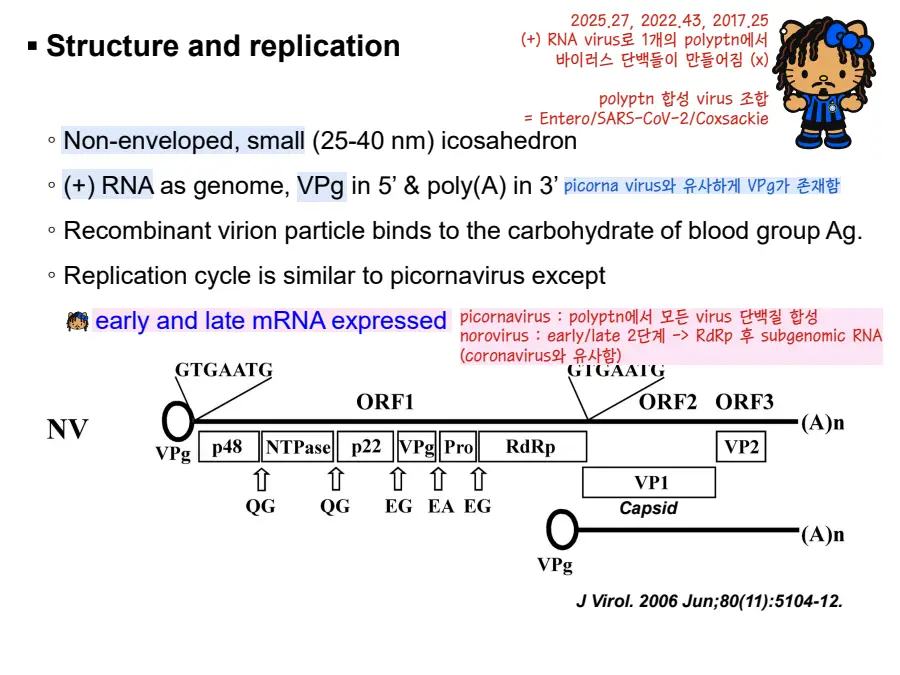 ▪ Structure and replication
2025.27, 2022.43, 2017.25
(+) RNA virus로 1개의 polyptn에서
바이러스 단백들이 만들어짐 (x)
polyptn 합성 virus 조합
= Entero/SARS-CoV-2/Coxsackie
◦ Non-enveloped, small (25-40 nm) icosahedron
◦ (+) RNA as genome, VPg in 5’ & poly(A) in 3’ picorna virus와 유사하게 VPg가 존재함
◦ Recombinant virion particle binds to the carbohydrate of blood group Ag.
◦ Replication cycle is similar to picornavirus except
early and late mRNA expressed
picornavirus : polyptn에서 모든 virus 단백질 합성
norovirus : early/late 2단계 -> RdRp 후 subgenomic RNA
(coronavirus와 유사함)
GTGAATG GTGAATG
ORF1 ORF2 ORF3
NV (A)n
VPg p48 NTPase p22 VPg Pro RdRp VP2
VP1
QG QG EG EA EG Capsid
(A)n
VPg
J Virol. 2006 Jun;80(11):5104-12.